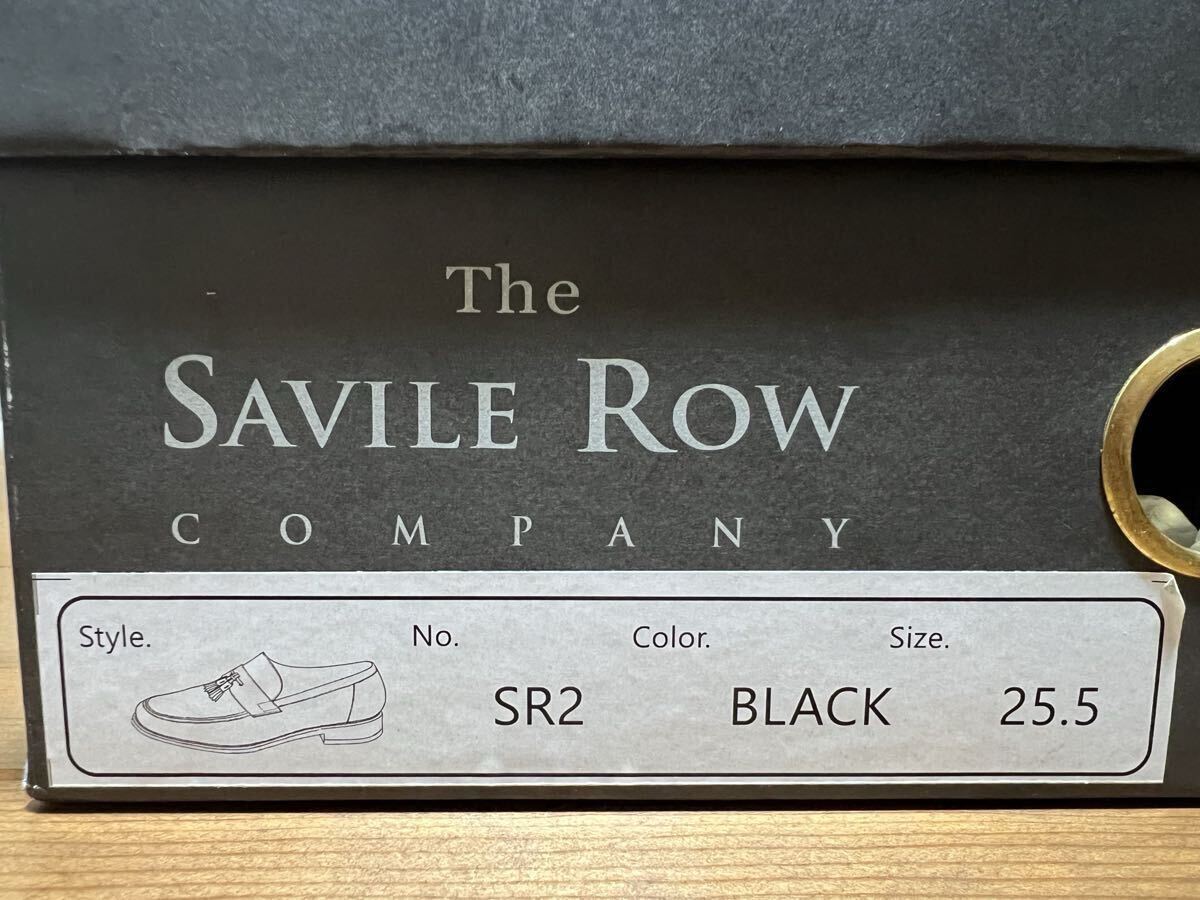 The
SAVILE ROW
COMPANY
Style. No. Color. Size.
SR2 BLACK 25.5